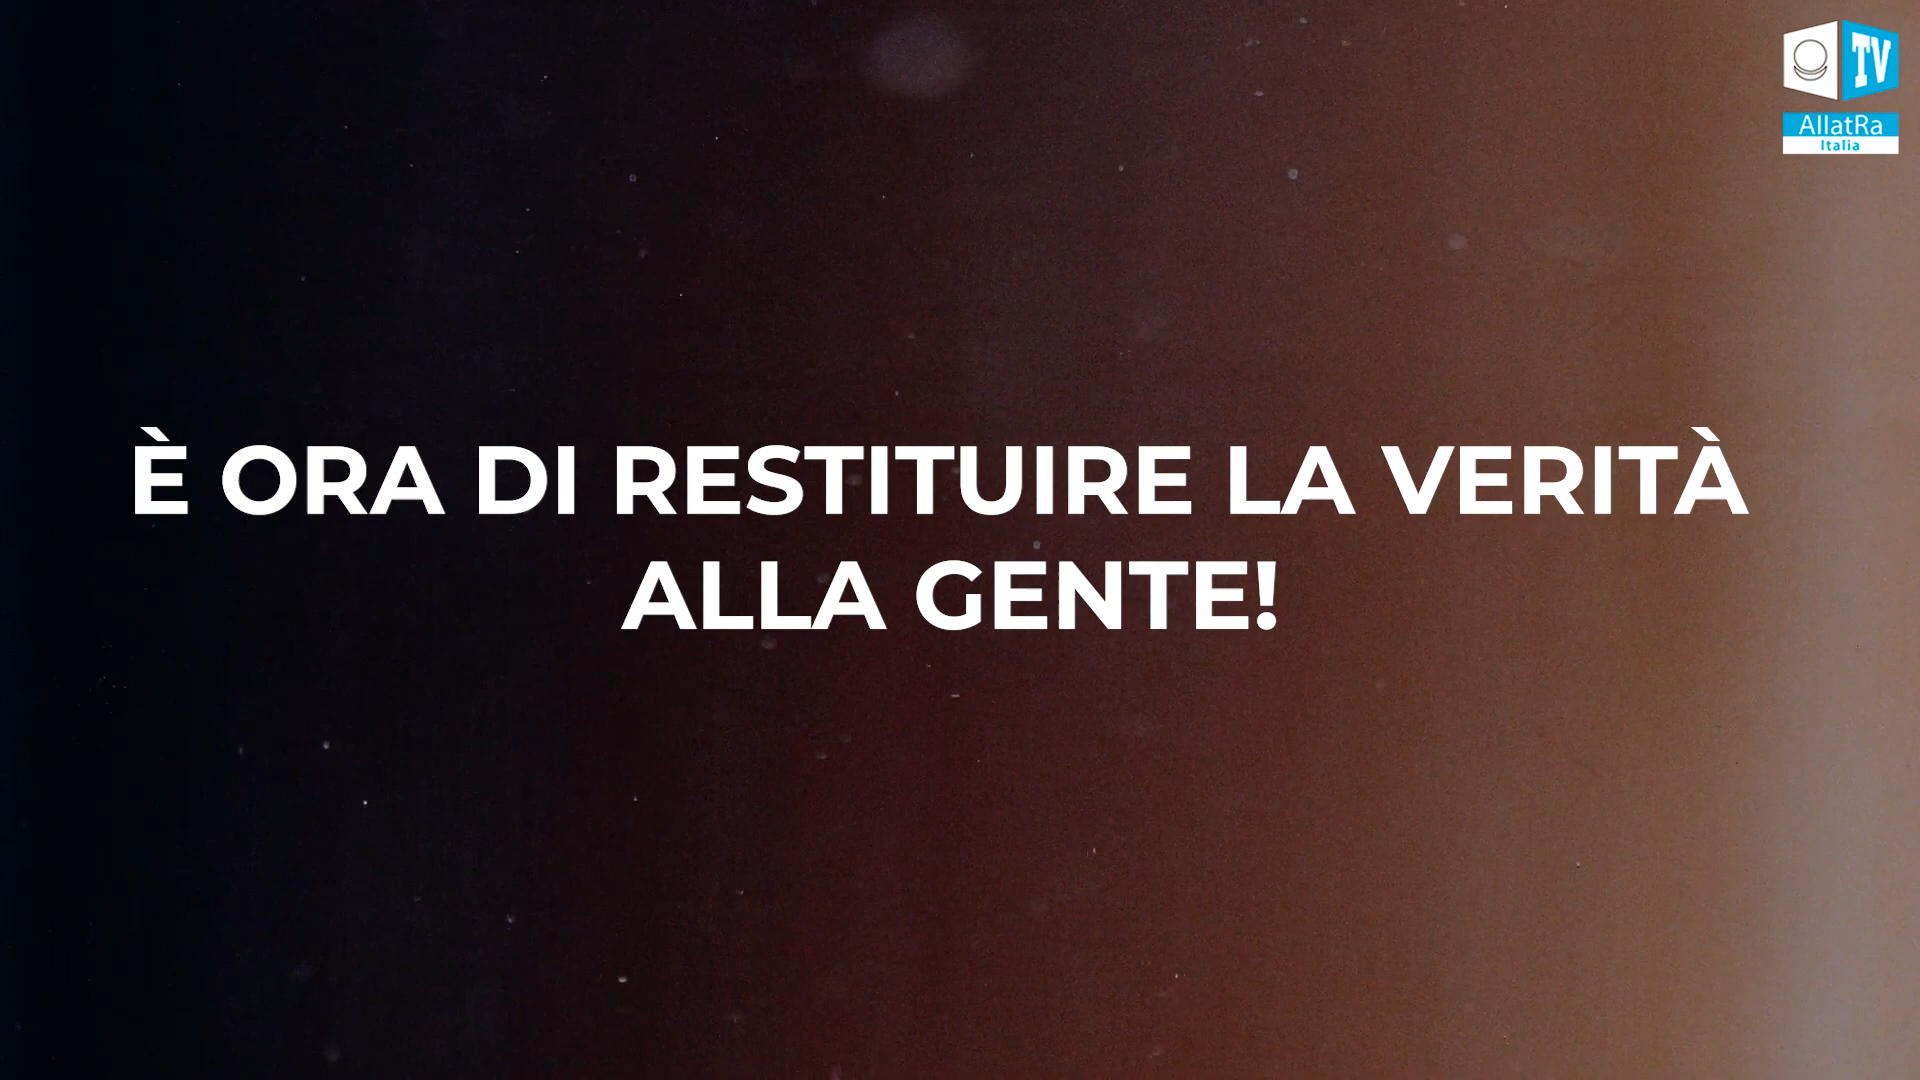 TV
AllatRa
Italia
È ORA DI RESTITUIRE LA VERITÀ
ALLA GENTE!